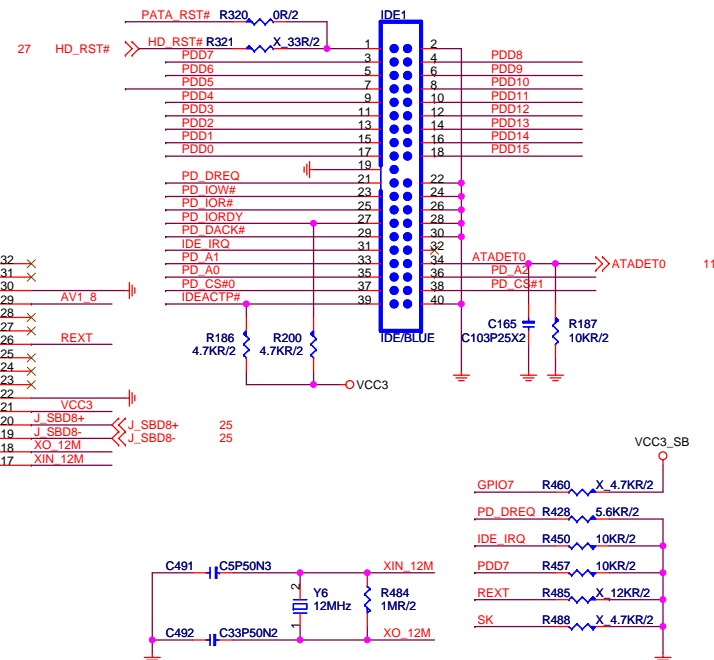 PATA_RST# R320 0R/2 IDE1
27 HD_RST# HD_RST# R321 X_33R/2 1 2
PDD7 3 4 PDD8
PDD6 5 6 PDD9
PDD5 7 8 PDD10
PDD4 9 10 PDD11
PDD3 11 12 PDD12
PDD2 13 14 PDD13
PDD1 15 16 PDD14
PDD0 17 18 PDD15
19
PD_DREQ 21 22
PD_IOW# 23 24
PD_IOR# 25 26
PD_IORDY 27 28
PD_DACK# 29 30
IDE_IRQ 31 32
PD_A1 33 34 ATADET0 ATADET0 11
PD_A0 35 36 PD_A2
PD_CS#0 37 38 PD_CS#1
IDEACTP# 39 40
IDE/BLUE
R186 4.7KR/2
R200 4.7KR/2
VCC3
C165 C103P25X2
R187 10KR/2
32
31
30
29 AV1_8
28
27
26 REXT
25
24
23
22
21 VCC3
20 J_SBD8+ J_SBD8+ 25
19 J_SBD8- J_SBD8- 25
18 XO_12M
17 XIN_12M
VCC3_SB
GPIO7 R460 X_4.7KR/2
PD_DREQ R428 5.6KR/2
IDE_IRQ R450 10KR/2
PDD7 R457 10KR/2
REXT R485 X_12KR/2
SK R488 X_4.7KR/2
C491 C5P50N3 XIN_12M
2
Y6 12MHz
1
R484 1MR/2
C492 C33P50N2 XO_12M